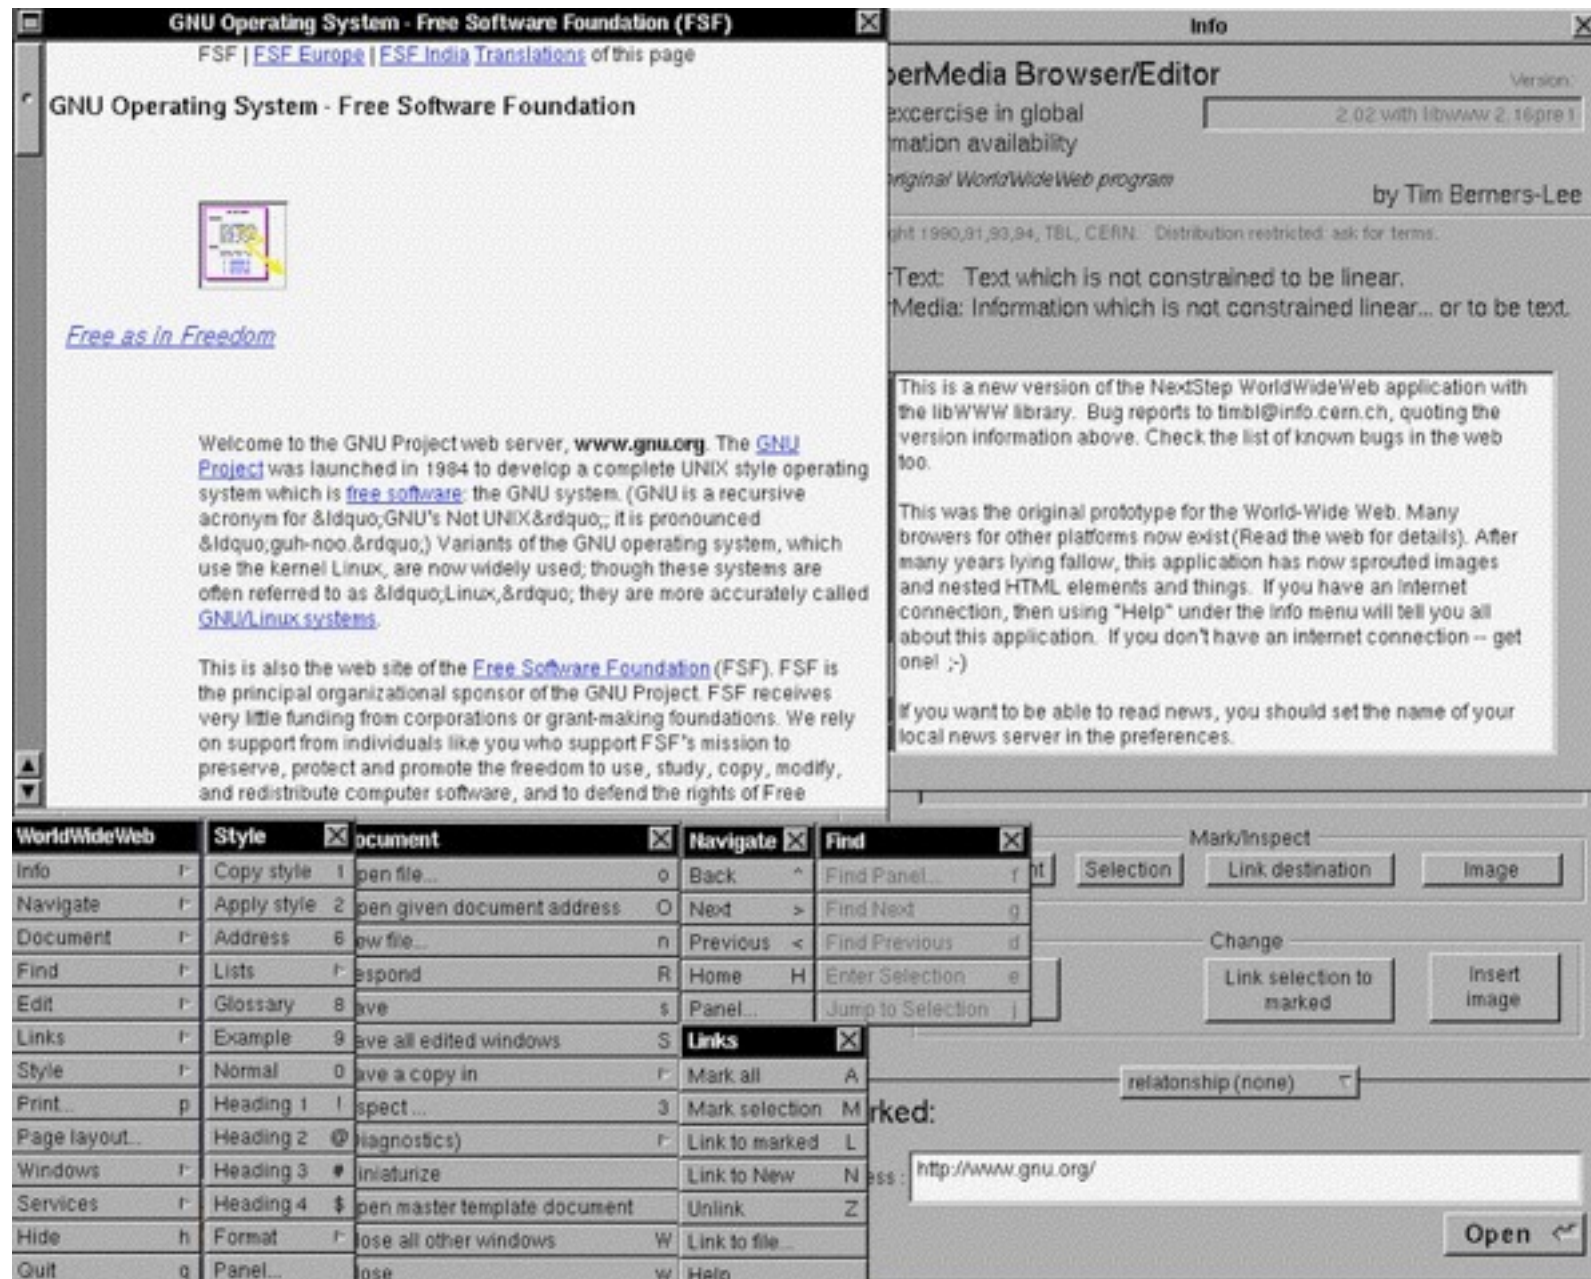 GNU Operating System - Free Software Foundation (FSF)
FSF | FSF Europe | FSF India Translations of this page
GNU Operating System - Free Software Foundation
Free as in Freedom
Welcome to the GNU Project web server, www.gnu.org. The GNU
Project was launched in 1984 to develop a complete UNIX style operating
system which is free software: the GNU system. (GNU is a recursive
acronym for &ldquo;GNU's Not UNIX&rdquo;; it is pronounced
&ldquo;guh-noo.&rdquo;) Variants of the GNU operating system, which
use the kernel Linux, are now widely used; though these systems are
often referred to as &ldquo;Linux,&rdquo; they are more accurately called
GNU/Linux systems.
This is also the web site of the Free Software Foundation (FSF). FSF is
the principal organizational sponsor of the GNU Project. FSF receives
very little funding from corporations or grant-making foundations. We rely
on support from individuals like you who support FSF's mission to
preserve, protect and promote the freedom to use, study, copy, modify,
and redistribute computer software, and to defend the rights of Free
Info
erMedia Browser/Editor
Version:
excercise in global
2.02 with libwww 2.16pre1
mation availability
original WorldWideWeb program
by Tim Berners-Lee
ght 1990,91,93,94, TBL, CERN. Distribution restricted: ask for terms.
rText: Text which is not constrained to be linear.
rMedia: Information which is not constrained linear... or to be text.
This is a new version of the NextStep WorldWideWeb application with
the libWWW library. Bug reports to timbl@info.cern.ch, quoting the
version information above. Check the list of known bugs in the web
too.
This was the original prototype for the World-Wide Web. Many
browers for other platforms now exist (Read the web for details). After
many years lying fallow, this application has now sprouted images
and nested HTML elements and things. If you have an Internet
connection, then using "Help" under the Info menu will tell you all
about this application. If you don't have an internet connection -- get
one! ;-)
If you want to be able to read news, you should set the name of your
local news server in the preferences.
WorldWideWeb
Info
Navigate
Document
Find
Edit
Links
Style
Print... p
Page layout...
Windows
Services
Hide h
Quit q
Style
Copy style 1
Apply style 2
Address 6
Lists
Glossary 8
Example 9
Normal 0
Heading 1 !
Heading 2 @
Heading 3 #
Heading 4 $
Format
Panel...
ocument
pen file... o
pen given document address O
ew file... n
espond R
ave s
ave all edited windows S
ave a copy in
spect ... 3
iagnostics)
iniaturize
pen master template document
lose all other windows W
lose w
Navigate
Back ^
Next >
Previous <
Home H
Panel...
Find
Find Panel... f
Find Next g
Find Previous d
Enter Selection e
Jump to Selection j
Links
Mark all A
Mark selection M
Link to marked L
Link to New N
Unlink Z
Link to file...
Help
Mark/Inspect
nt
Selection
Link destination
Image
Change
Link selection to
marked
Insert
image
relationship (none)
rked:
ess : http://www.gnu.org/
Open